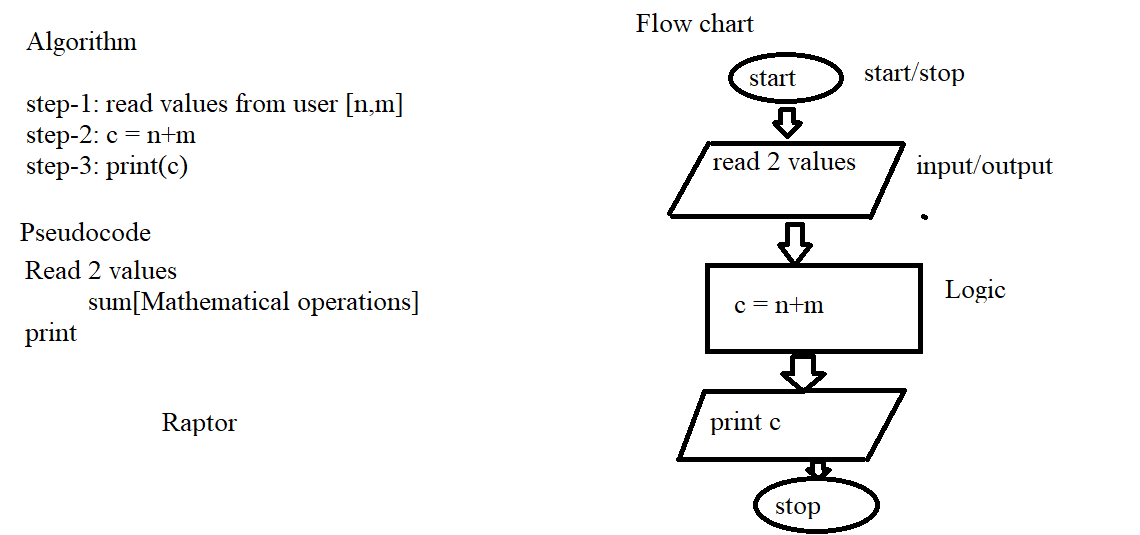 Algorithm
step-1: read values from user [n,m]
step-2: c = n+m
step-3: print(c)
Pseudocode
Read 2 values
sum[Mathematical operations]
print
Raptor
Flow chart
start
start/stop
read 2 values
input/output
c = n+m
Logic
print c
stop